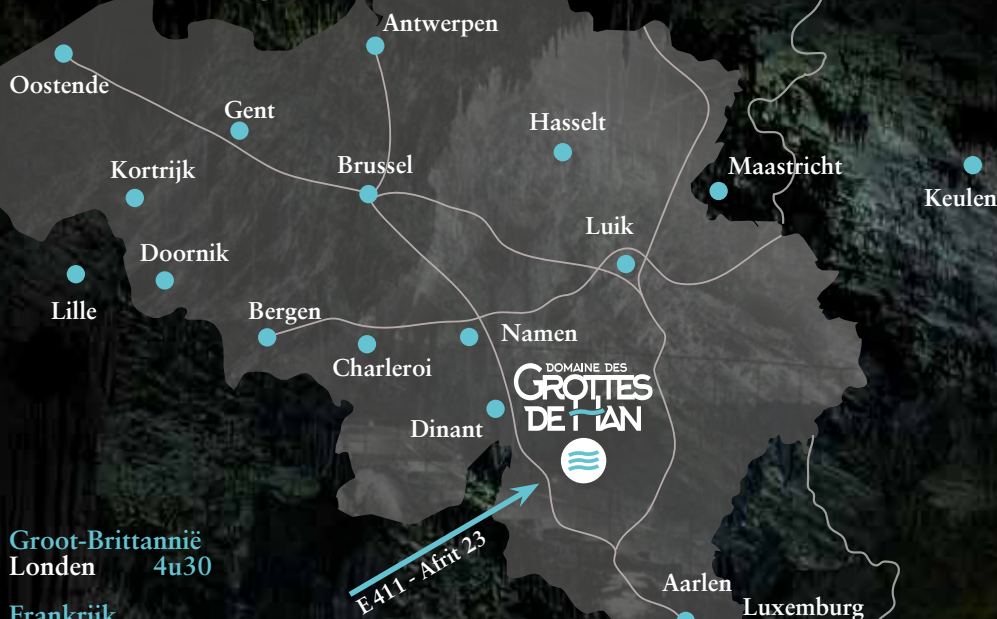 Antwerpen
Oostende
Gent
Hasselt
Kortrijk
Brussel
Maastricht
Keulen
Luik
Doornik
Lille
Bergen
Namen
Charleroi
DOMAINE DES
GROTTES
DE HAN
Dinant
E411 - Afrit 23
Groot-Brittannië
Londen 4u30
Aarlen
Luxemburg
Frankrijk